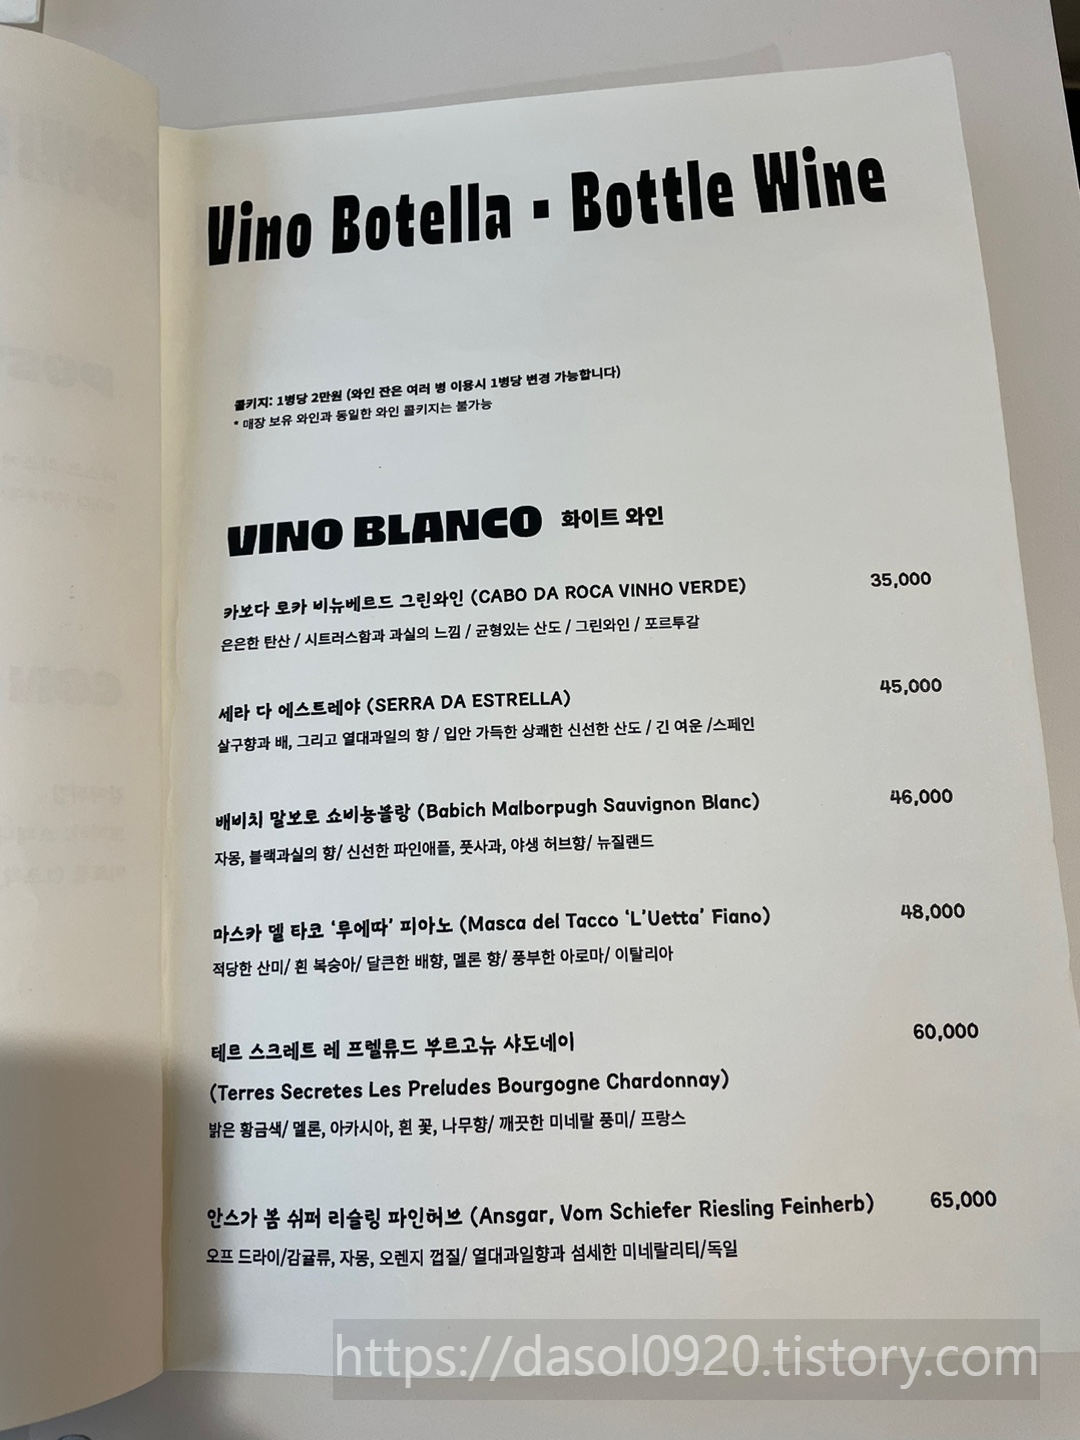 Vino Botella · Bottle Wine
콜키지: 1병당 2만원 (와인 잔은 여러 병 이용시 1병당 변경 가능합니다)
* 매장 보유 와인과 동일한 와인 콜키지는 불가능
VINO BLANCO 화이트 와인
카보다 로카 비뉴베르드 그린와인 (CABO DA ROCA VINHO VERDE) 35,000
은은한 탄산 / 시트러스함과 과실의 느낌 / 균형있는 산도 / 그린와인 / 포르투갈
세라 다 에스트레야 (SERRA DA ESTRELLA) 45,000
살구향과 배, 그리고 열대과일의 향 / 입안 가득한 상쾌한 신선한 산도 / 긴 여운 /스페인
배비치 말보로 쇼비뇽블랑 (Babich Malborpugh Sauvignon Blanc) 46,000
자몽, 블랙과실의 향/ 신선한 파인애플, 풋사과, 야생 허브향/ 뉴질랜드
마스카 델 타코 ‘루에따’ 피아노 (Masca del Tacco ‘L’Uetta’ Fiano) 48,000
적당한 산미/ 흰 복숭아/ 달큰한 배향, 멜론 향/ 풍부한 아로마/ 이탈리아
테르 스크레트 레 프렐류드 부르고뉴 샤도네이 60,000
(Terres Secretes Les Preludes Bourgogne Chardonnay)
밝은 황금색/ 멜론, 아카시아, 흰 꽃, 나무향/ 깨끗한 미네랄 풍미/ 프랑스
안스가 봄 쉬퍼 리슬링 파인허브 (Ansgar, Vom Schiefer Riesling Feinherb) 65,000
오프 드라이/감귤류, 자몽, 오렌지 껍질/ 열대과일향과 섬세한 미네랄리티/독일
https://dasol0920.tistory.com